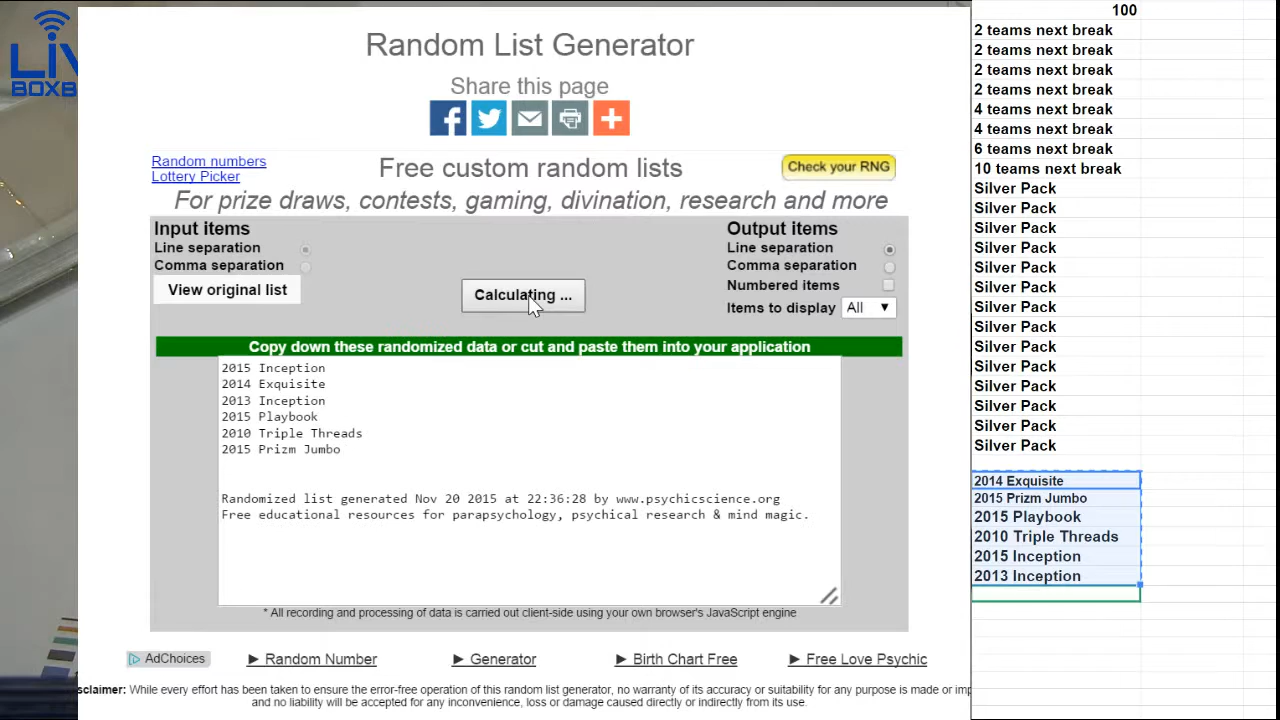 LIV
BOXB
Random List Generator
Share this page
Random numbers
Lottery Picker
Free custom random lists
Check your RNG
For prize draws, contests, gaming, divination, research and more
Input items
Line separation
Comma separation
View original list
Calculating ...
Output items
Line separation
Comma separation
Numbered items
Items to display All
Copy down these randomized data or cut and paste them into your application
2015 Inception
2014 Exquisite
2013 Inception
2015 Playbook
2010 Triple Threads
2015 Prizm Jumbo
Randomized list generated Nov 20 2015 at 22:36:28 by www.psychicscience.org
Free educational resources for parapsychology, psychical research & mind magic.
* All recording and processing of data is carried out client-side using your own browser's JavaScript engine
AdChoices
► Random Number
► Generator
► Birth Chart Free
► Free Love Psychic
sclaimer: While every effort has been taken to ensure the error-free operation of this random list generator, no warranty of its accuracy or suitability for any purpose is made or imp
and no liability will be accepted for any inconvenience, loss or damage caused directly or indirectly from its use.
100
2 teams next break
2 teams next break
2 teams next break
2 teams next break
4 teams next break
4 teams next break
6 teams next break
10 teams next break
Silver Pack
Silver Pack
Silver Pack
Silver Pack
Silver Pack
Silver Pack
Silver Pack
Silver Pack
Silver Pack
Silver Pack
Silver Pack
Silver Pack
Silver Pack
Silver Pack
2014 Exquisite
2015 Prizm Jumbo
2015 Playbook
2010 Triple Threads
2015 Inception
2013 Inception